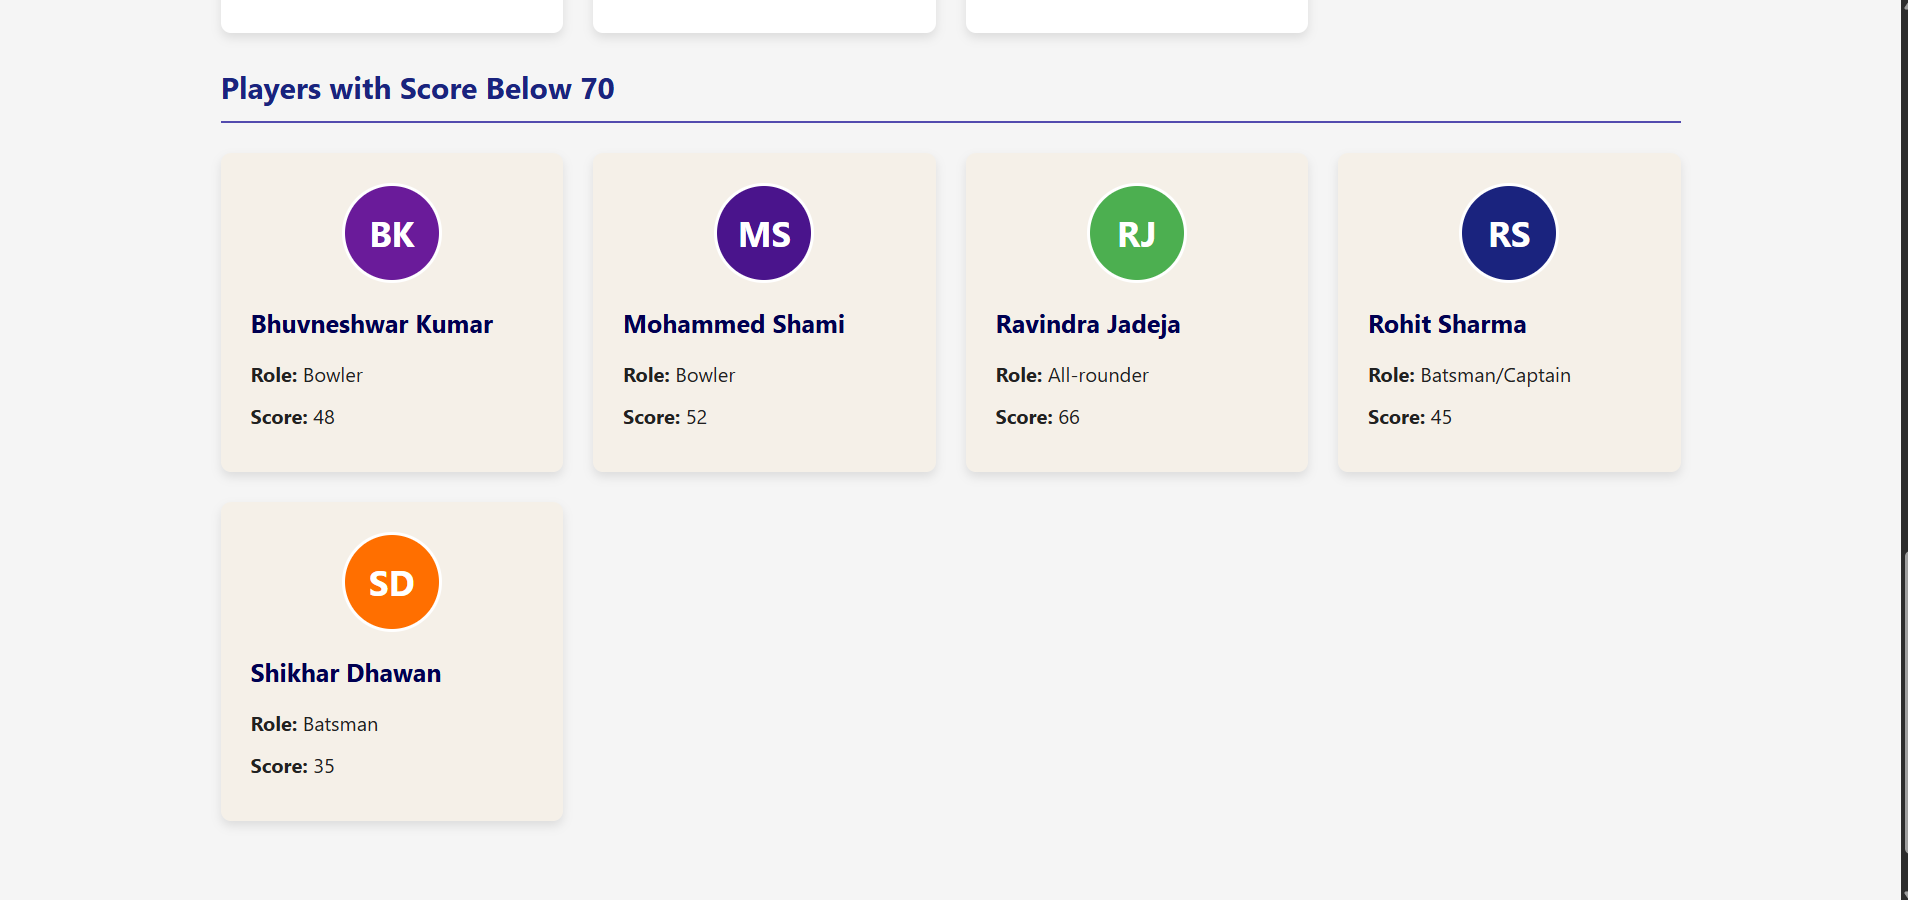 Players with Score Below 70
BK
Bhuvneshwar Kumar
Role: Bowler
Score: 48
MS
Mohammed Shami
Role: Bowler
Score: 52
RJ
Ravindra Jadeja
Role: All-rounder
Score: 66
RS
Rohit Sharma
Role: Batsman/Captain
Score: 45
SD
Shikhar Dhawan
Role: Batsman
Score: 35